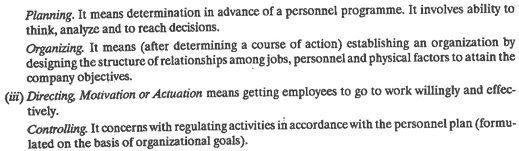 Planning. It means determination in advance of a personnel programme. It involves ability to
think, analyze and to reach decisions.
Organizing. It means (after determining a course of action) establishing an organization by
designing the structure of relationships among jobs, personnel and physical factors to attain the
company objectives.
(iii) Directing, Motivation or Actuation means getting employees to go to work willingly and effec-
tively.
Controlling. It concerns with regulating activities in accordance with the personnel plan (formu-
lated on the basis of organizational goals).